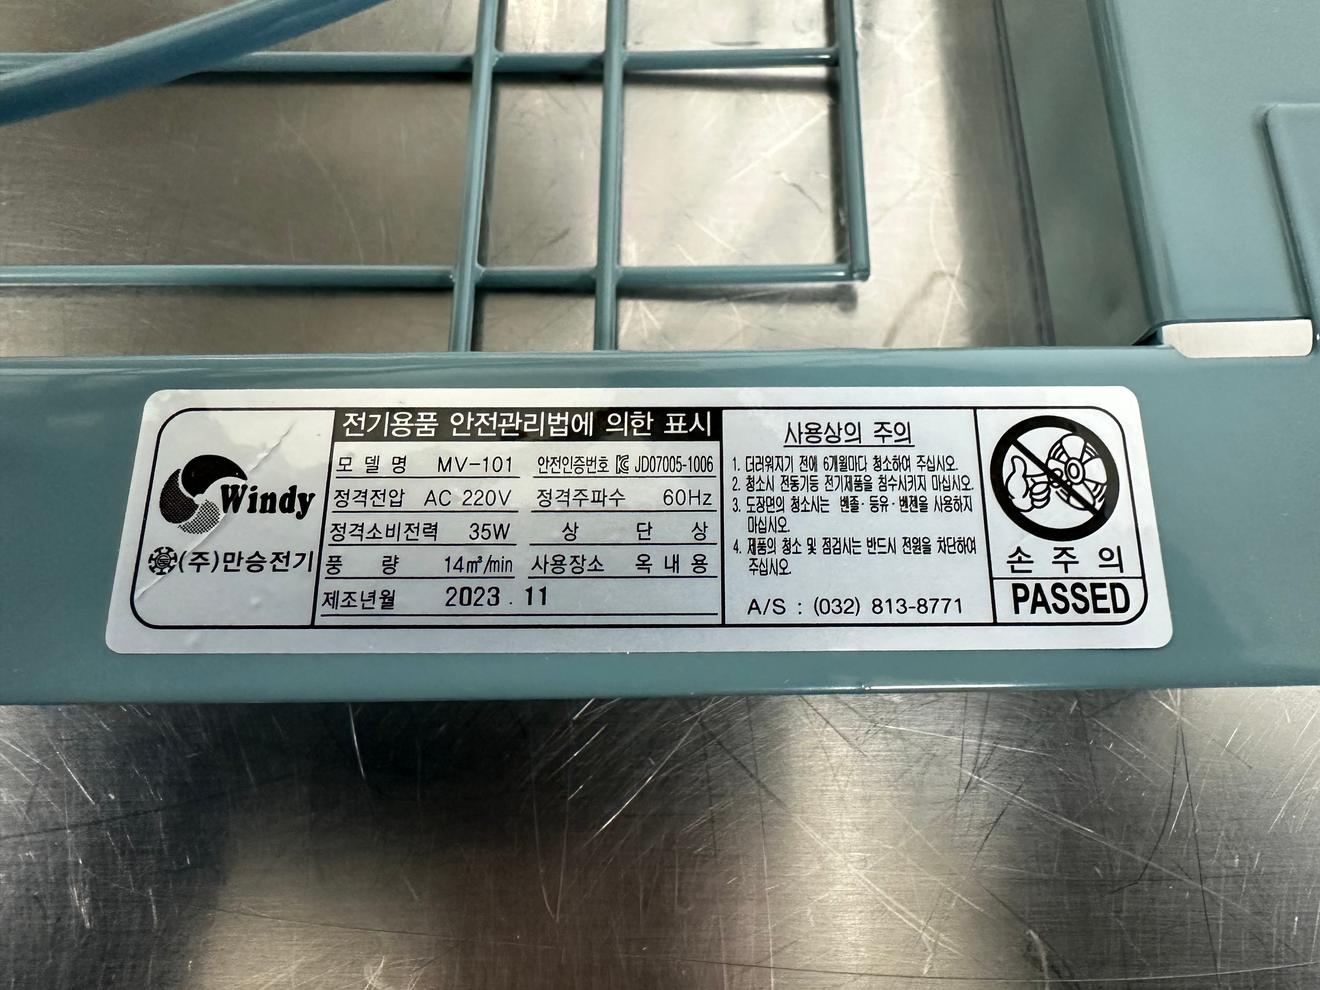 Windy
(주)만승전기
전기용품 안전관리법에 의한 표시
모 델 명 MV-101 안전인증번호 JD07005-1006
정격전압 AC 220V 정격주파수 60Hz
정격소비전력 35W 상 단 상
풍 량 14㎥/min 사용장소 옥 내 용
제조년월 2023 . 11
사용상의 주의
1. 더러워지기 전에 6개월마다 청소하여 주십시오.
2. 청소시 전동기등 전기제품을 침수시키지 마십시오.
3. 도장면의 청소시는 벤졸·등유·벤젠을 사용하지
마십시오.
4. 제품의 청소 및 점검시는 반드시 전원을 차단하여
주십시오.
A/S : (032) 813-8771
손 주 의
PASSED